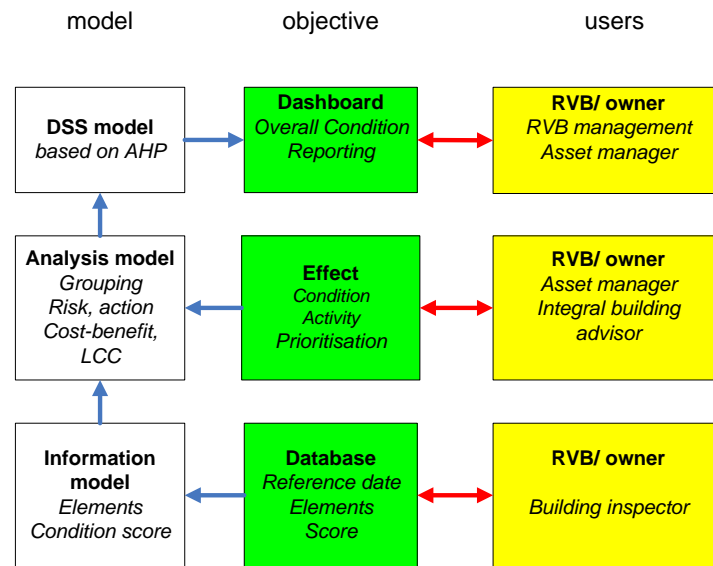 model
objective
users
DSS model
based on AHP
Dashboard
Overall Condition
Reporting
RVB/ owner
RVB management
Asset manager
Analysis model
Grouping
Risk, action
Cost-benefit,
LCC
Effect
Condition
Activity
Prioritisation
RVB/ owner
Asset manager
Integral building
advisor
Information
model
Elements
Condition score
Database
Reference date
Elements
Score
RVB/ owner
Building inspector